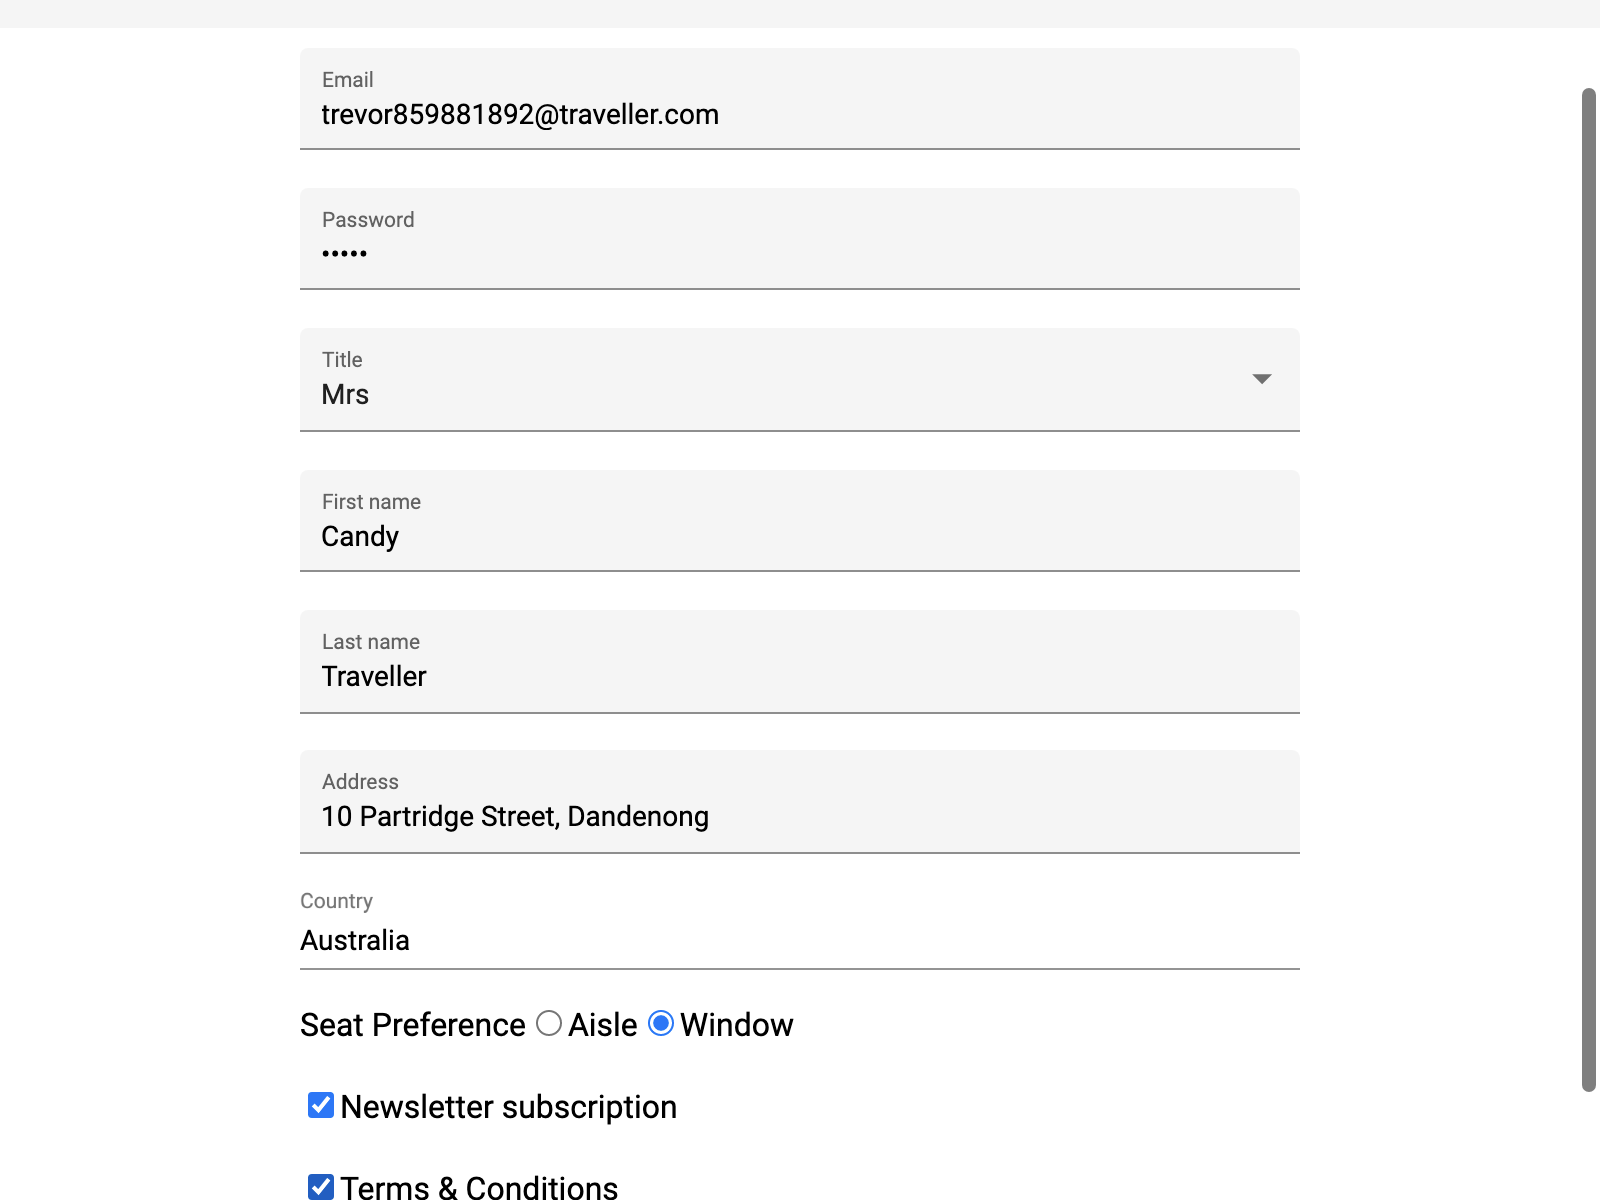 Email
trevor859881892@traveller.com
Password
•••••
Title
Mrs
First name
Candy
Last name
Traveller
Address
10 Partridge Street, Dandenong
Country
Australia
Seat Preference Aisle Window
Newsletter subscription
Terms & Conditions